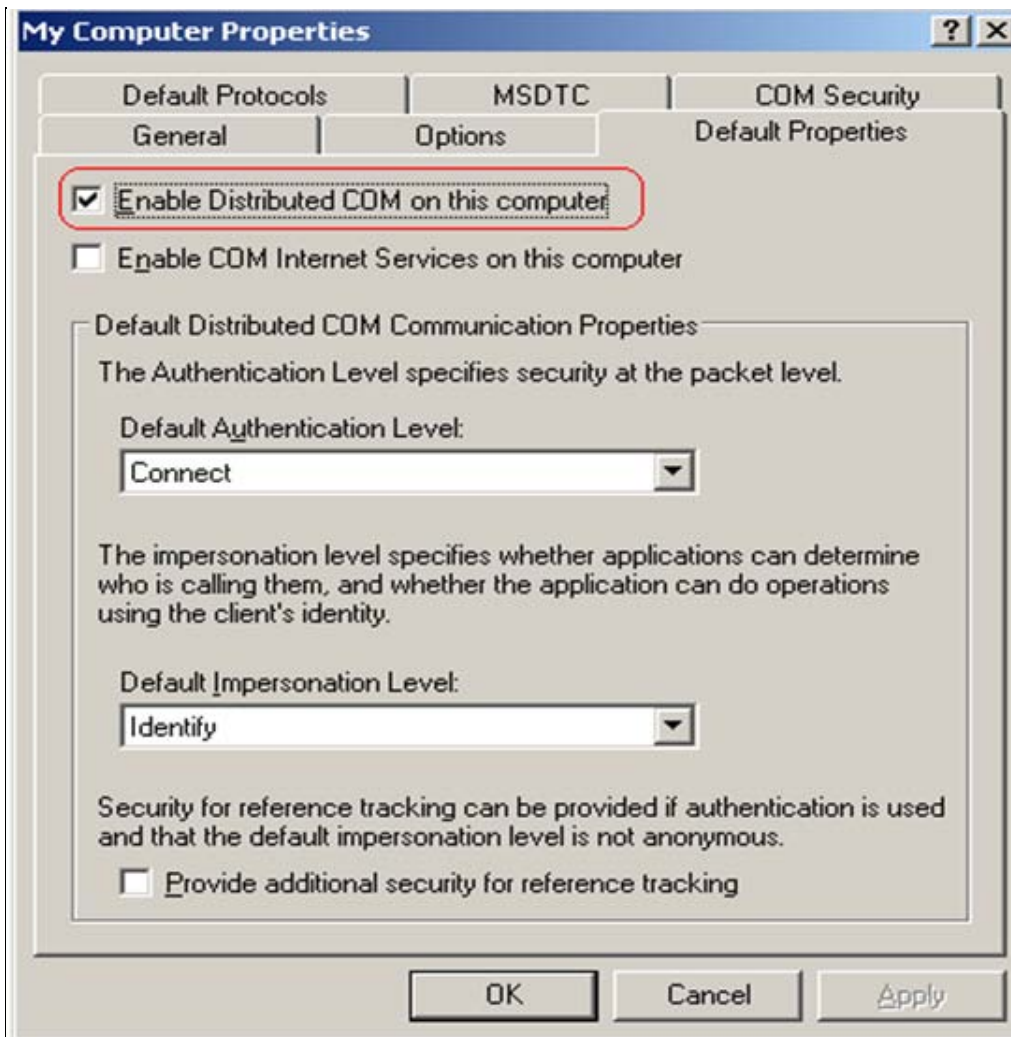 My Computer Properties
Default Protocols
MSDTC
COM Security
General
Options
Default Properties
Enable Distributed COM on this computer
Enable COM Internet Services on this computer
Default Distributed COM Communication Properties
The Authentication Level specifies security at the packet level.
Default Authentication Level:
Connect
The impersonation level specifies whether applications can determine
who is calling them, and whether the application can do operations
using the client's identity.
Default Impersonation Level:
Identify
Security for reference tracking can be provided if authentication is used
and that the default impersonation level is not anonymous.
Provide additional security for reference tracking
OK
Cancel
Apply